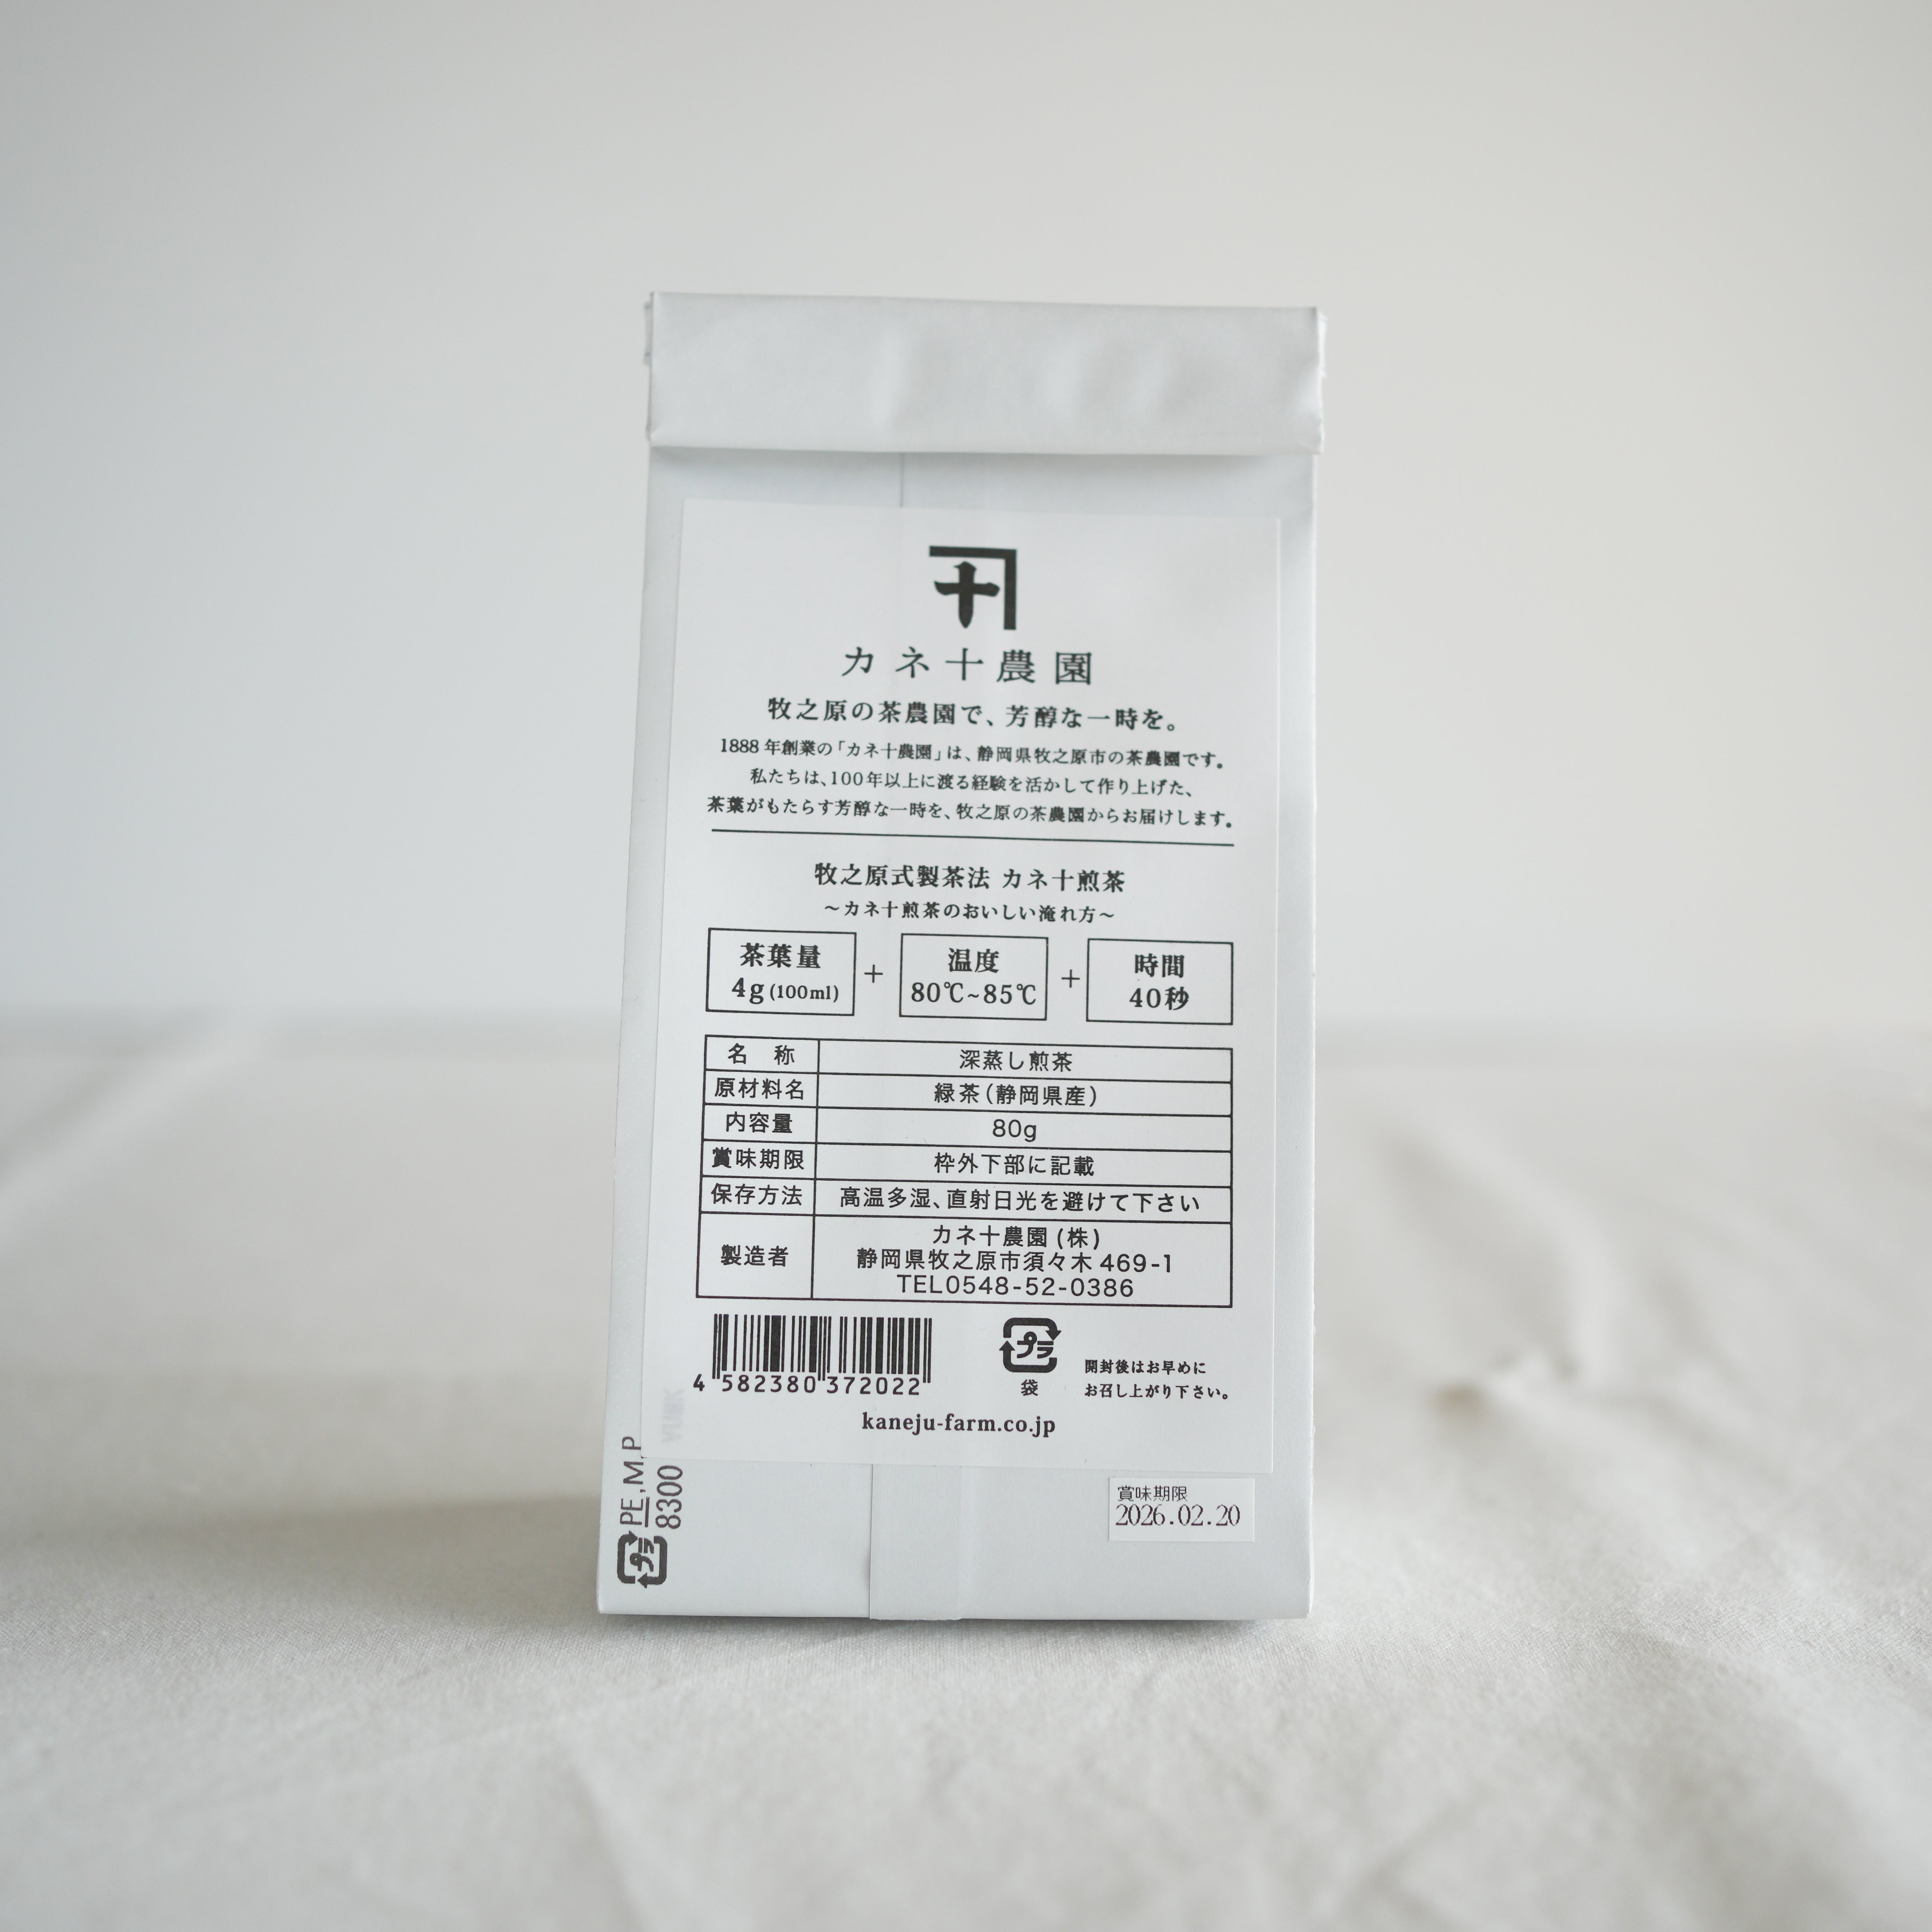 カネ十農園
牧之原の茶農園で、芳醇な一時を。
1888年創業の「カネ十農園」は、静岡県牧之原市の茶農園です。
私たちは、100年以上に渡る経験を活かして作り上げた、
茶葉がもたらす芳醇な一時を、牧之原の茶農園からお届けします。
牧之原式製茶法 カネ十煎茶
～カネ十煎茶のおいしい淹れ方～
茶葉量 + 温度 + 時間
4g(100ml) 80℃~85℃ 40秒
名 称 深蒸し煎茶
原材料名 緑茶(静岡県産)
内容量 80g
賞味期限 枠外下部に記載
保存方法 高温多湿、直射日光を避けて下さい
製造者 カネ十農園(株)
静岡県牧之原市須々木469-1
TEL0548-52-0386
4 582380 372022
プラ
袋
開封後はお早めに
お召し上がり下さい。
kaneju-farm.co.jp
プラ PE,M,P
8300
賞味期限
2026.02.20